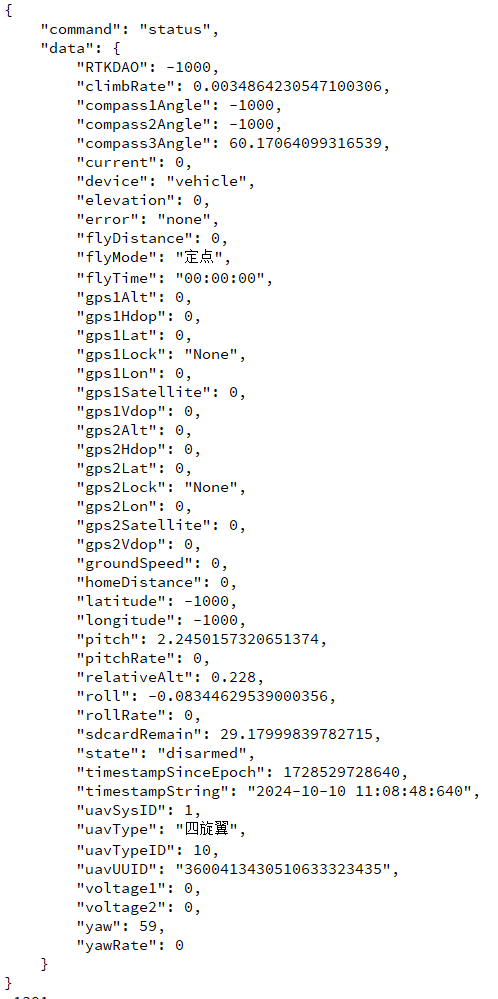 {
    "command": "status",
    "data": {
        "RTKDAO": -1000,
        "climbRate": 0.0034864230547100306,
        "compass1Angle": -1000,
        "compass2Angle": -1000,
        "compass3Angle": 60.17064099316539,
        "current": 0,
        "device": "vehicle",
        "elevation": 0,
        "error": "none",
        "flyDistance": 0,
        "flyMode": "定点",
        "flyTime": "00:00:00",
        "gps1Alt": 0,
        "gps1Hdop": 0,
        "gps1Lat": 0,
        "gps1Lock": "None",
        "gps1Lon": 0,
        "gps1Satellite": 0,
        "gps1Vdop": 0,
        "gps2Alt": 0,
        "gps2Hdop": 0,
        "gps2Lat": 0,
        "gps2Lock": "None",
        "gps2Lon": 0,
        "gps2Satellite": 0,
        "gps2Vdop": 0,
        "groundSpeed": 0,
        "homeDistance": 0,
        "latitude": -1000,
        "longitude": -1000,
        "pitch": 2.2450157320651374,
        "pitchRate": 0,
        "relativeAlt": 0.228,
        "roll": -0.08344629539000356,
        "rollRate": 0,
        "sdcardRemain": 29.17999839782715,
        "state": "disarmed",
        "timestampSinceEpoch": 1728529728640,
        "timestampString": "2024-10-10 11:08:48:640",
        "uavSysID": 1,
        "uavType": "四旋翼",
        "uavTypeID": 10,
        "uavUUID": "3600413430510633323435",
        "voltage1": 0,
        "voltage2": 0,
        "yaw": 59,
        "yawRate": 0
    }
}